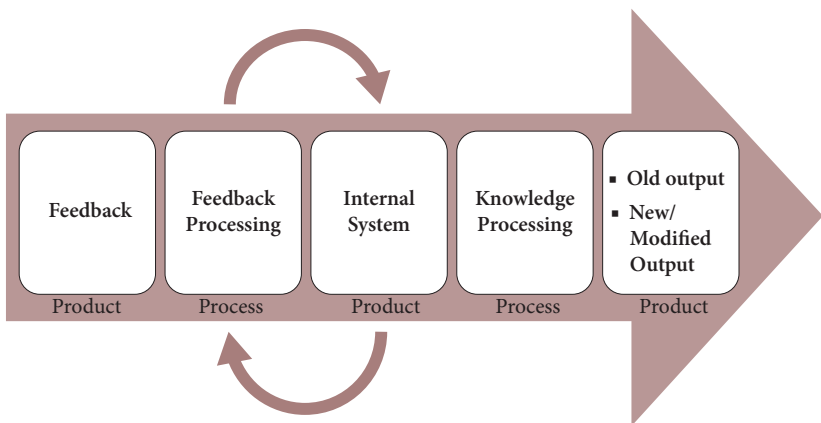 Feedback
Feedback
Processing
Internal
System
Knowledge
Processing
▪ Old output
▪ New/
Modified
Output
Product
Process
Product
Process
Product